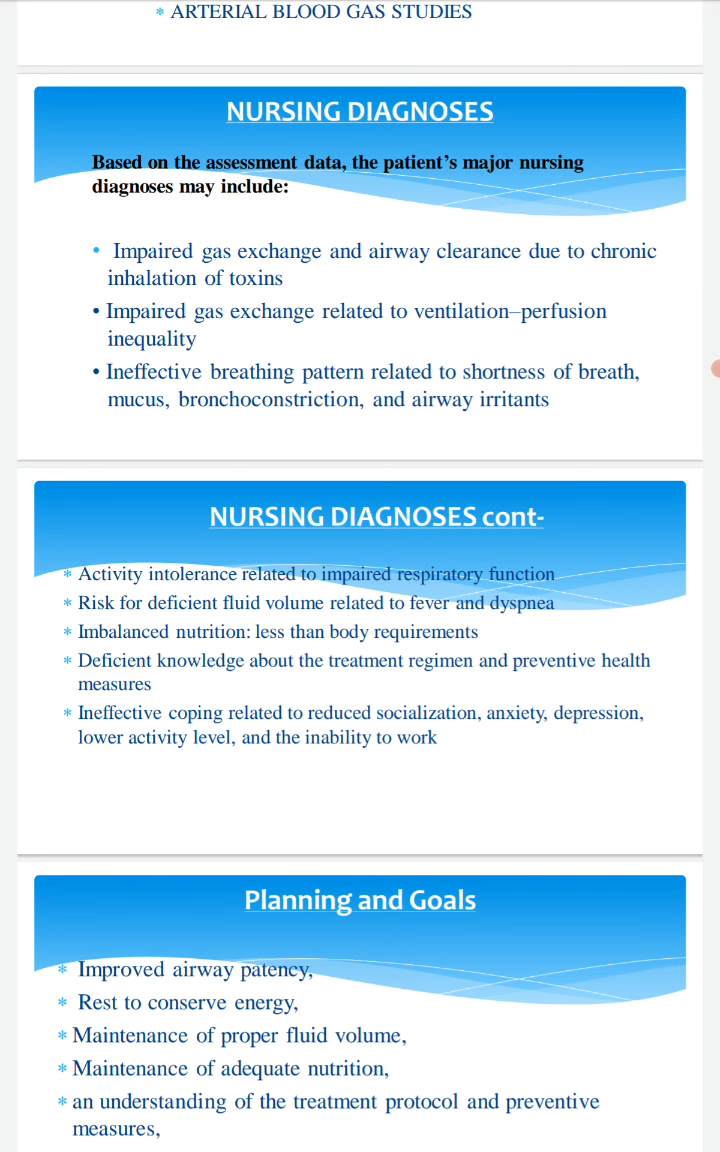 * ARTERIAL BLOOD GAS STUDIES
NURSING DIAGNOSES
Based on the assessment data, the patient's major nursing
diagnoses may include:
• Impaired gas exchange and airway clearance due to chronic
inhalation of toxins
• Impaired gas exchange related to ventilation–perfusion
inequality
• Ineffective breathing pattern related to shortness of breath,
mucus, bronchoconstriction, and airway irritants
NURSING DIAGNOSES cont-
* Activity intolerance related to impaired respiratory function
* Risk for deficient fluid volume related to fever and dyspnea
* Imbalanced nutrition: less than body requirements
* Deficient knowledge about the treatment regimen and preventive health
measures
* Ineffective coping related to reduced socialization, anxiety, depression,
lower activity level, and the inability to work
Planning and Goals
* Improved airway patency,
* Rest to conserve energy,
* Maintenance of proper fluid volume,
* Maintenance of adequate nutrition,
* an understanding of the treatment protocol and preventive
measures,